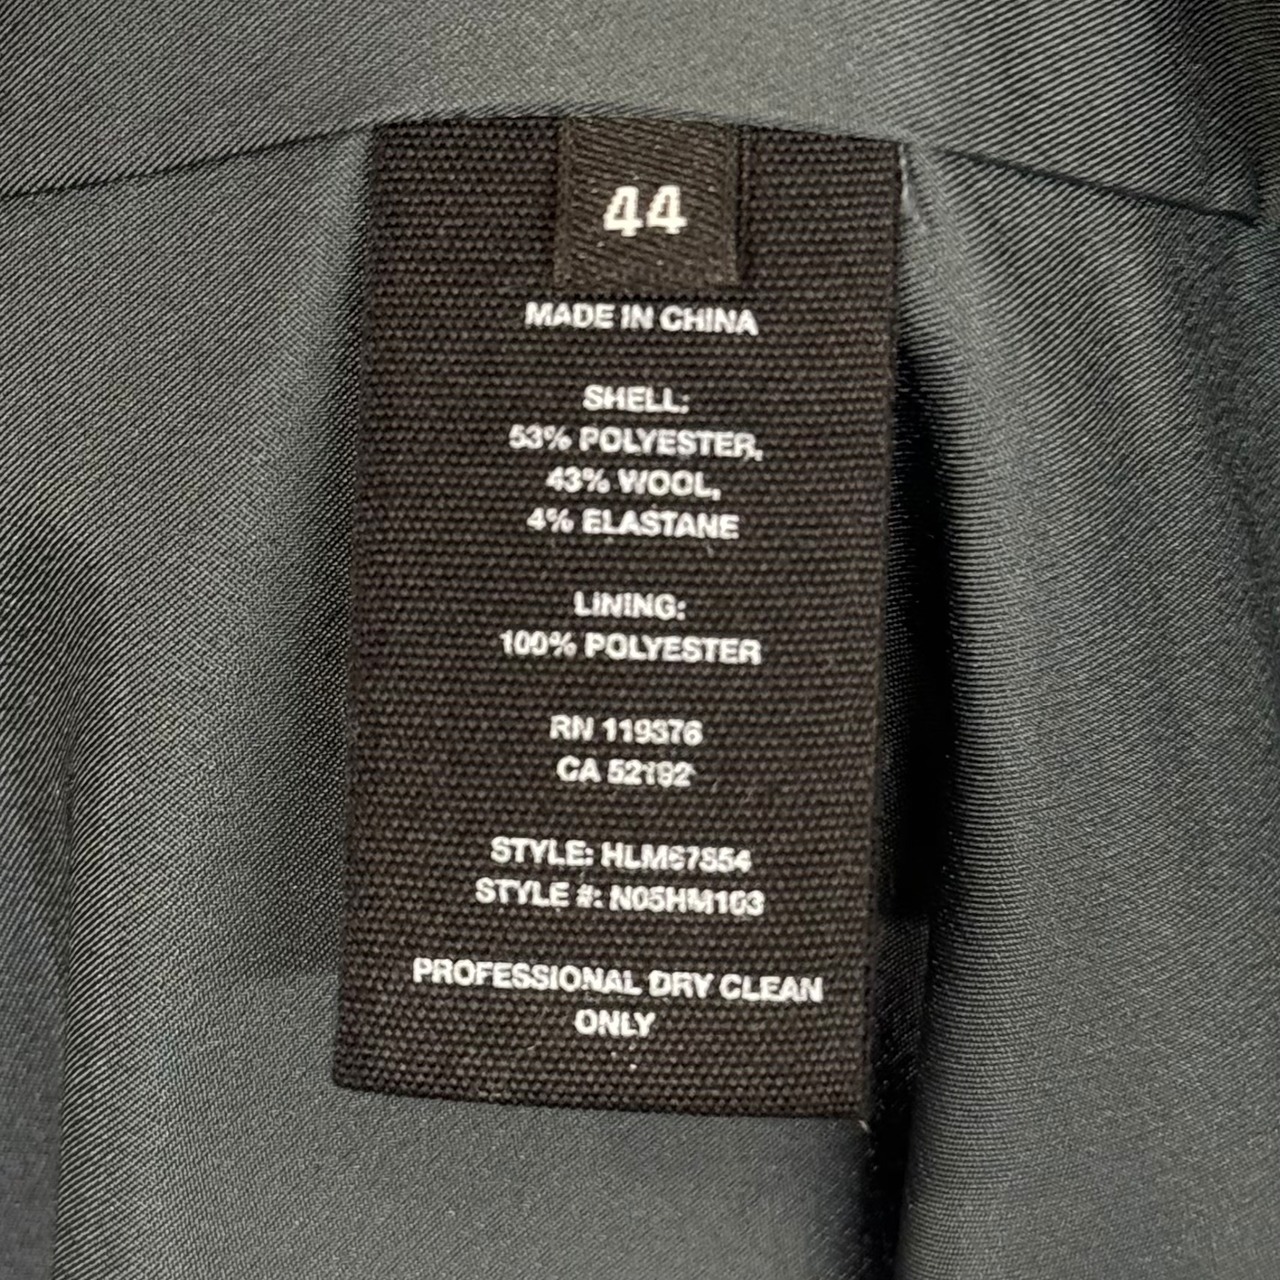 44
MADE IN CHINA
SHELL:
53% POLYESTER,
43% WOOL,
4% ELASTANE
LINING:
100% POLYESTER
RN 119376
CA 52192
STYLE: HLM67854
STYLE #: N05HM103
PROFESSIONAL DRY CLEAN
ONLY